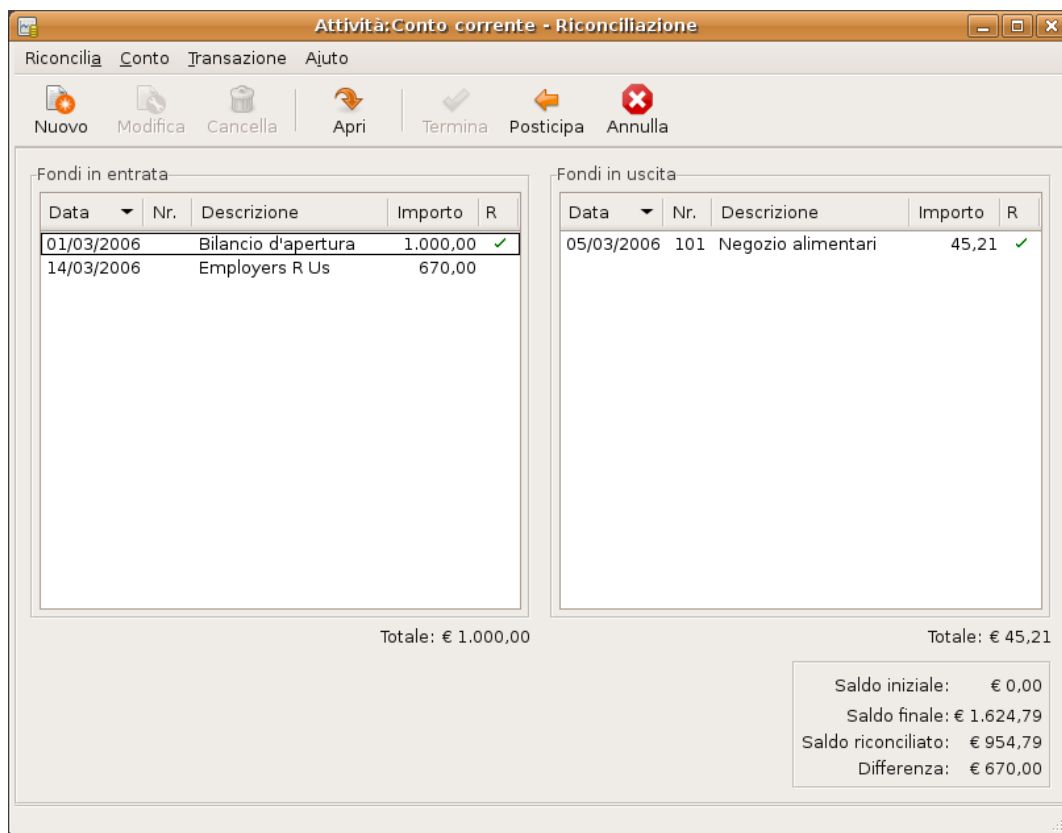 Attività:Conto corrente - Riconciliazione
Riconcilia Conto Transazione Aiuto
Nuovo Modifica Cancella Apri Termina Posticipa Annulla
Fondi in entrata
Data Nr. Descrizione Importo R
01/03/2006 Bilancio d'apertura 1.000,00 ✓
14/03/2006 Employers R Us 670,00
Totale: € 1.000,00
Fondi in uscita
Data Nr. Descrizione Importo R
05/03/2006 101 Negozio alimentari 45,21 ✓
Totale: € 45,21
Saldo iniziale: € 0,00
Saldo finale: € 1.624,79
Saldo riconciliato: € 954,79
Differenza: € 670,00